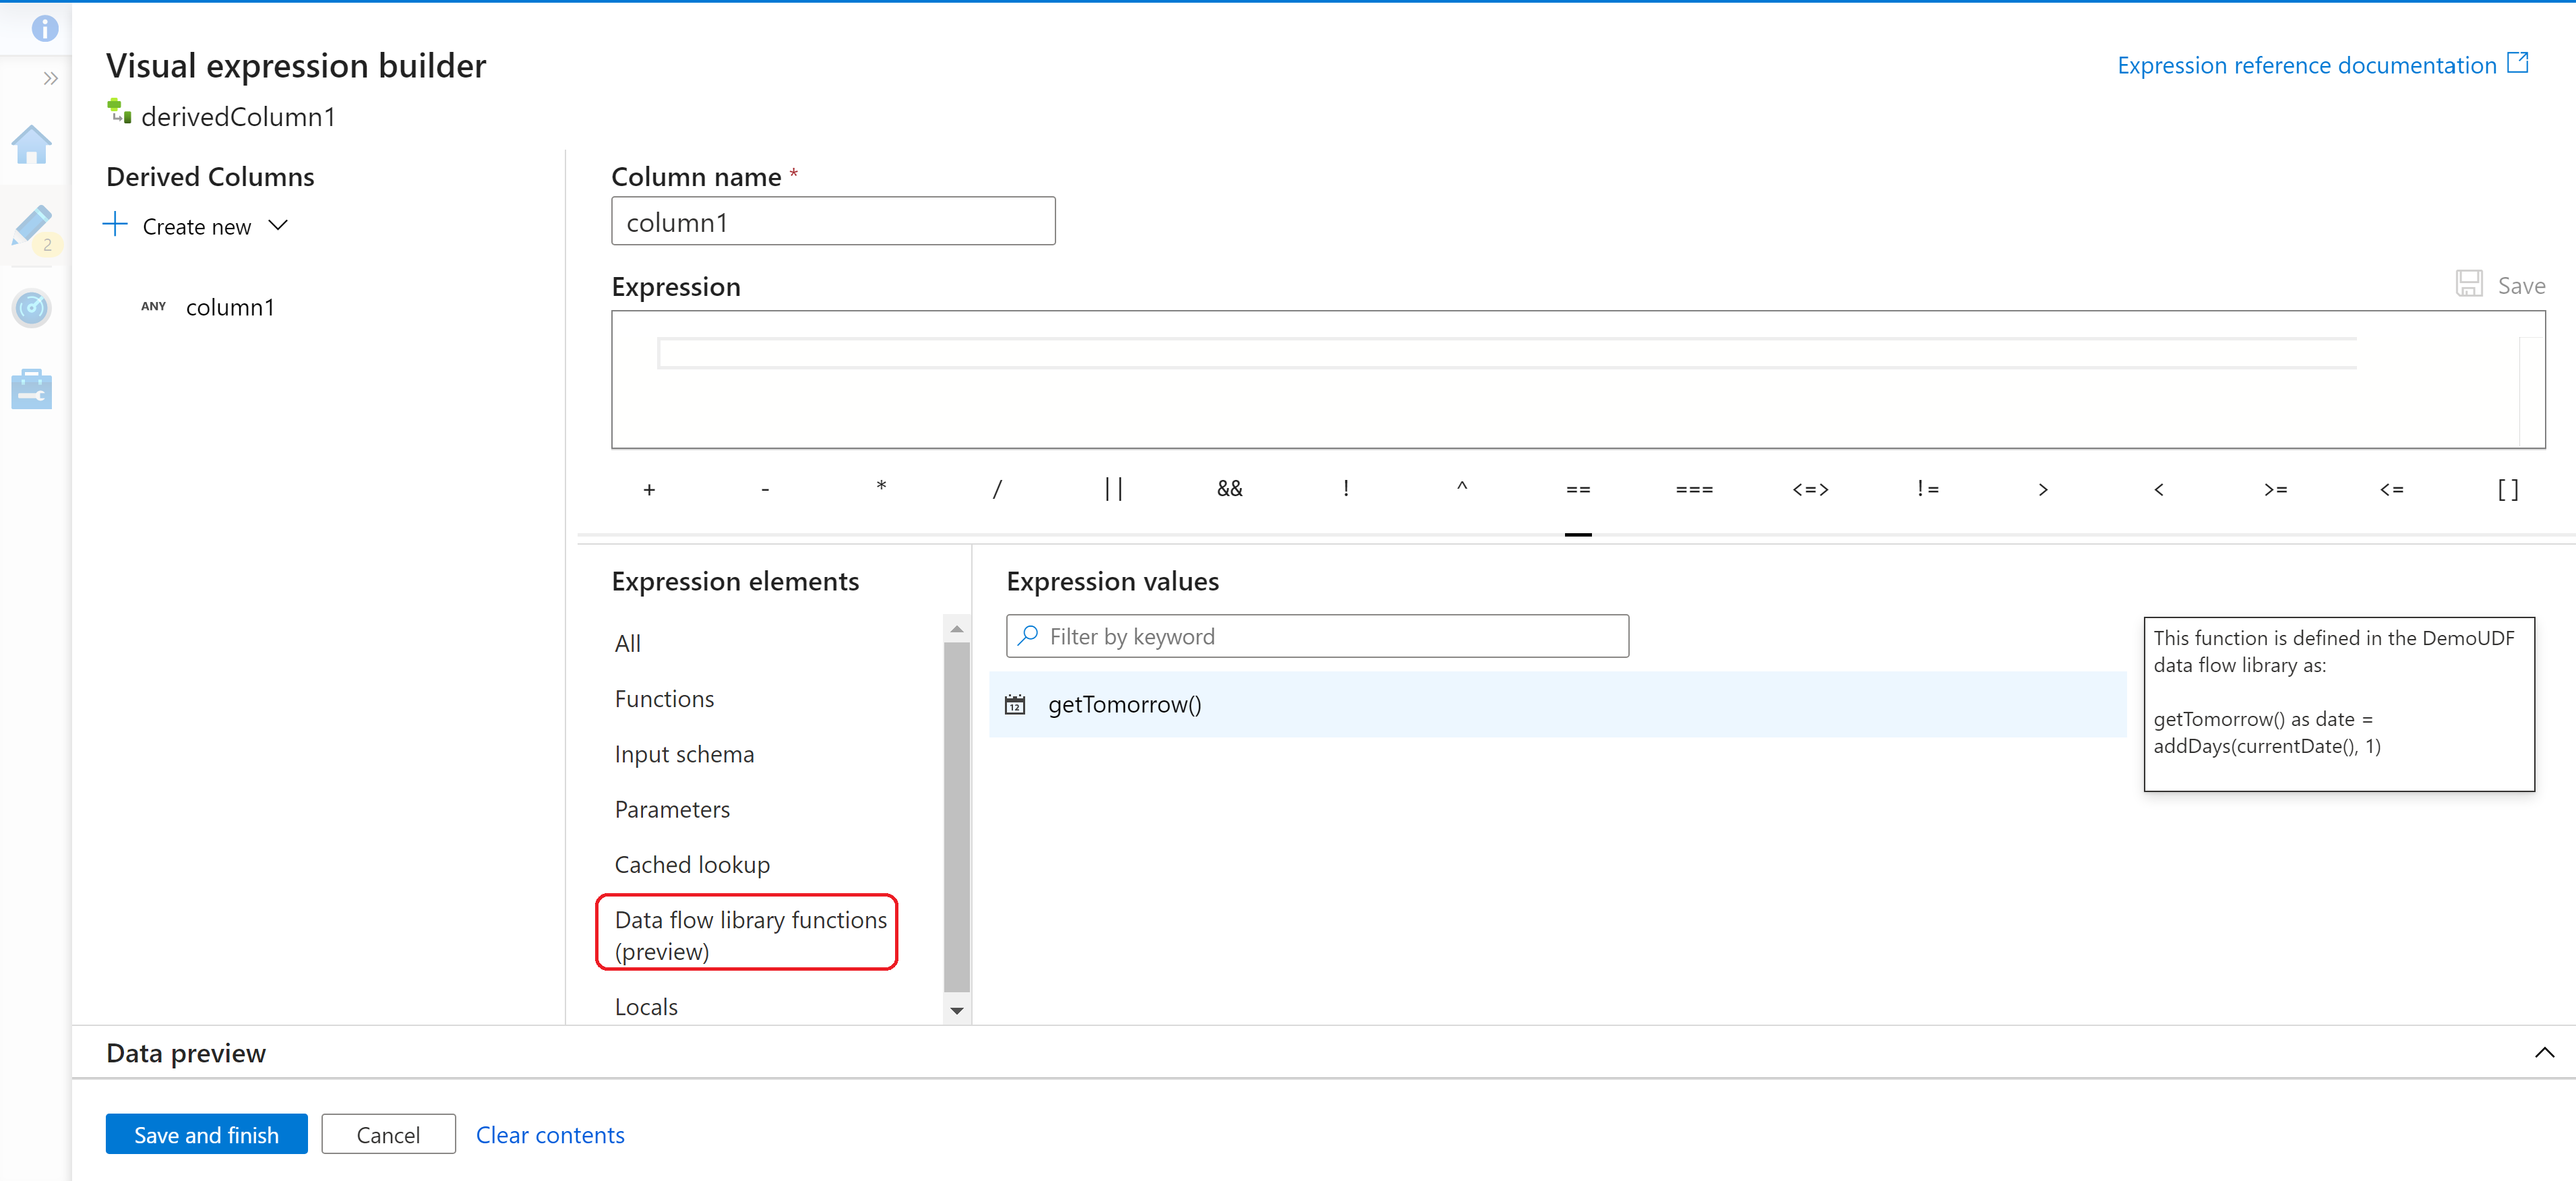 Visual expression builder
Expression reference documentation
derivedColumn1
Derived Columns
Create new
ANY column1
2
Column name *
column1
Expression
Save
+ - * / || && ! ^ == === <=> != > < >= <= []
Expression elements
All
Functions
Input schema
Parameters
Cached lookup
Data flow library functions
(preview)
Locals
Expression values
Filter by keyword
12 getTomorrow()
This function is defined in the DemoUDF
data flow library as:
getTomorrow() as date =
addDays(currentDate(), 1)
Data preview
Save and finish
Cancel
Clear contents